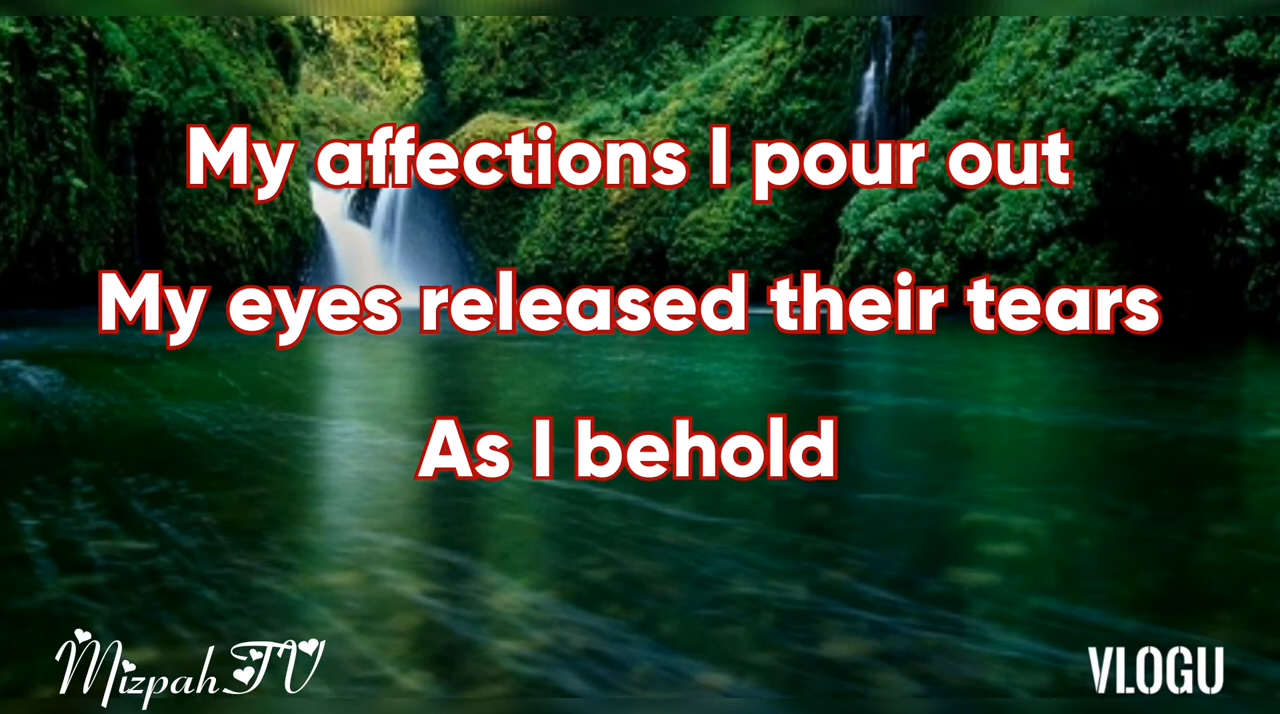 My affections I pour out
My eyes released their tears
As I behold
MizpahTV
VLOGU